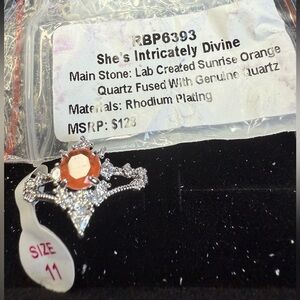 RBP6393
She's Intricately Divine
Main Stone: Lab Created Sunrise Orange
Quartz Fused With Genuine Quartz
Materials: Rhodium Plating
MSRP: $128
SIZE
11